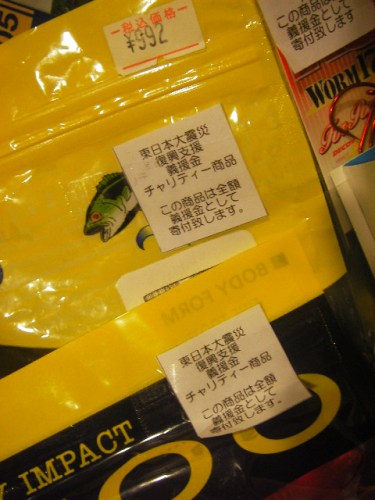 税込価格
¥592
この商品は全額
義援金として
寄付致します。
WORM
東日本大震災
復興支援
義援金
チャリティー商品
この商品は全額
義援金として
寄付致します。
BODY FORM
東日本大震災
復興支援
義援金
チャリティー商品
この商品は全額
義援金として
寄付致します。
IMPACT